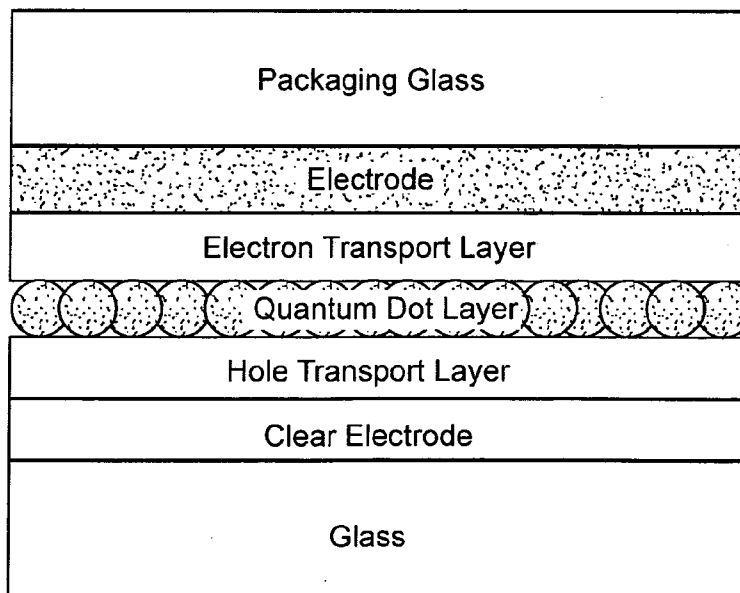 Packaging Glass
Electrode
Electron Transport Layer
Quantum Dot Layer
Hole Transport Layer
Clear Electrode
Glass